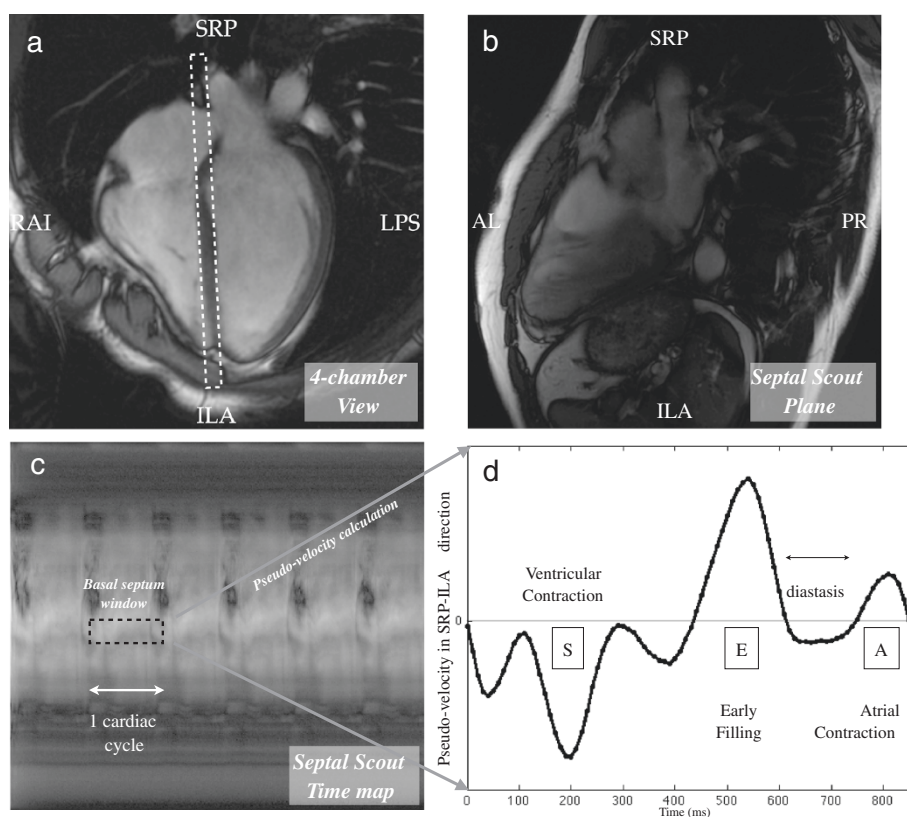 a
SRP
RAI
LPS
4-chamber
View
ILA
b
SRP
AL
PR
Septal Scout
Plane
ILA
c
Basal septum
window
Pseudo-velocity calculation
1 cardiac
cycle
Septal Scout
Time map
d
Pseudo-velocity in SRP-ILA direction
Ventricular
Contraction
diastasis
0
S
E
A
Early
Filling
Atrial
Contraction
0 100 200 300 400 500 600 700 800
Time (ms)